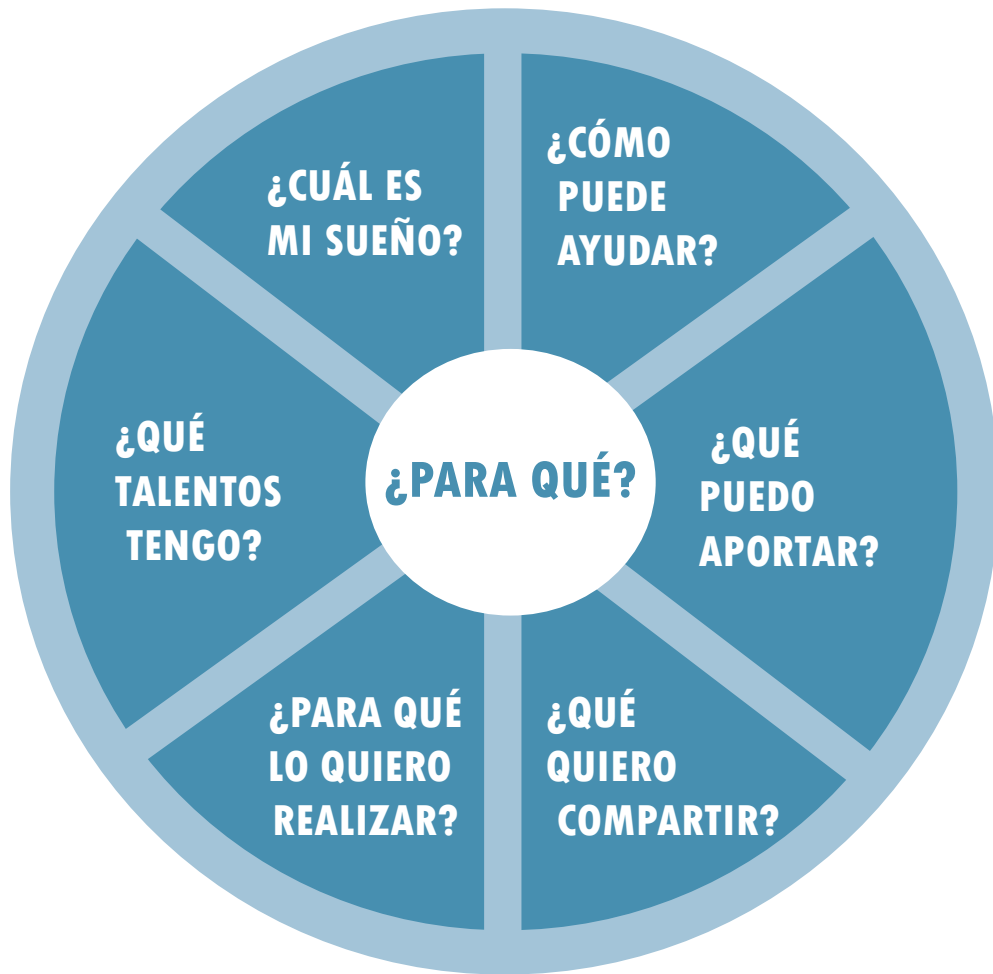 ¿CUÁL ES
MI SUEÑO?
¿CÓMO
PUEDE
AYUDAR?
¿QUÉ
TALENTOS
TENGO?
¿PARA QUÉ?
¿QUÉ
PUEDO
APORTAR?
¿PARA QUÉ
LO QUIERO
REALIZAR?
¿QUÉ
QUIERO
COMPARTIR?